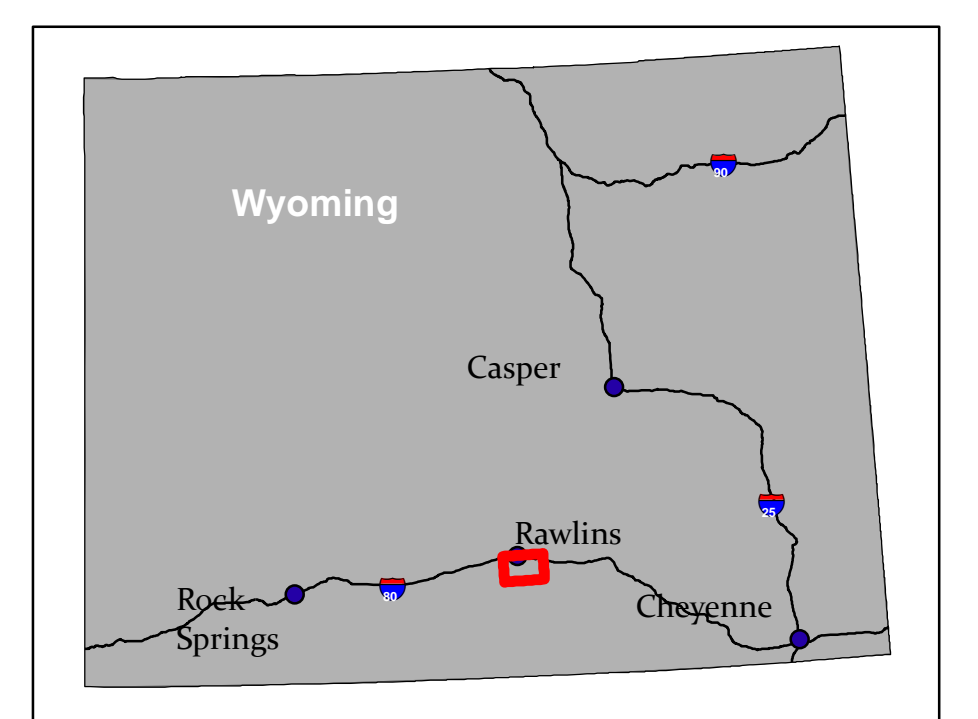 90
Wyoming
Casper
25
Rawlins
80
Rock
Springs
Cheyenne